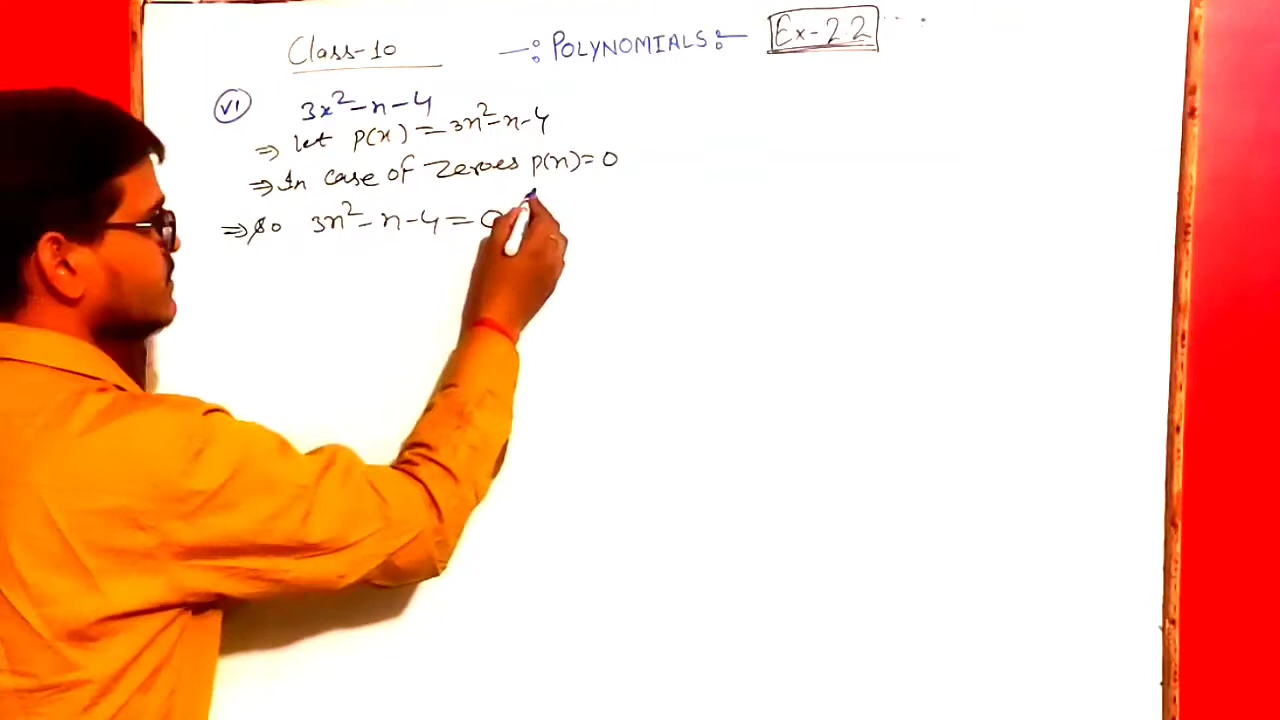 Class-10 —: POLYNOMIALS :— Ex-2.2
VI 3x²-x-4
⇒ let p(x) = 3x²-x-4
⇒ In case of zeroes p(x)=0
⇒ So 3x²-x-4=0